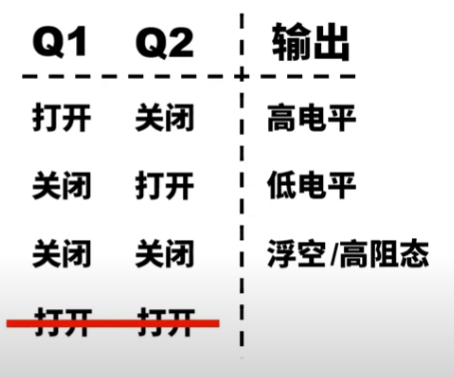 Q1 Q2 输出
打开 关闭 高电平
关闭 打开 低电平
关闭 关闭 浮空/高阻态
打开 打开